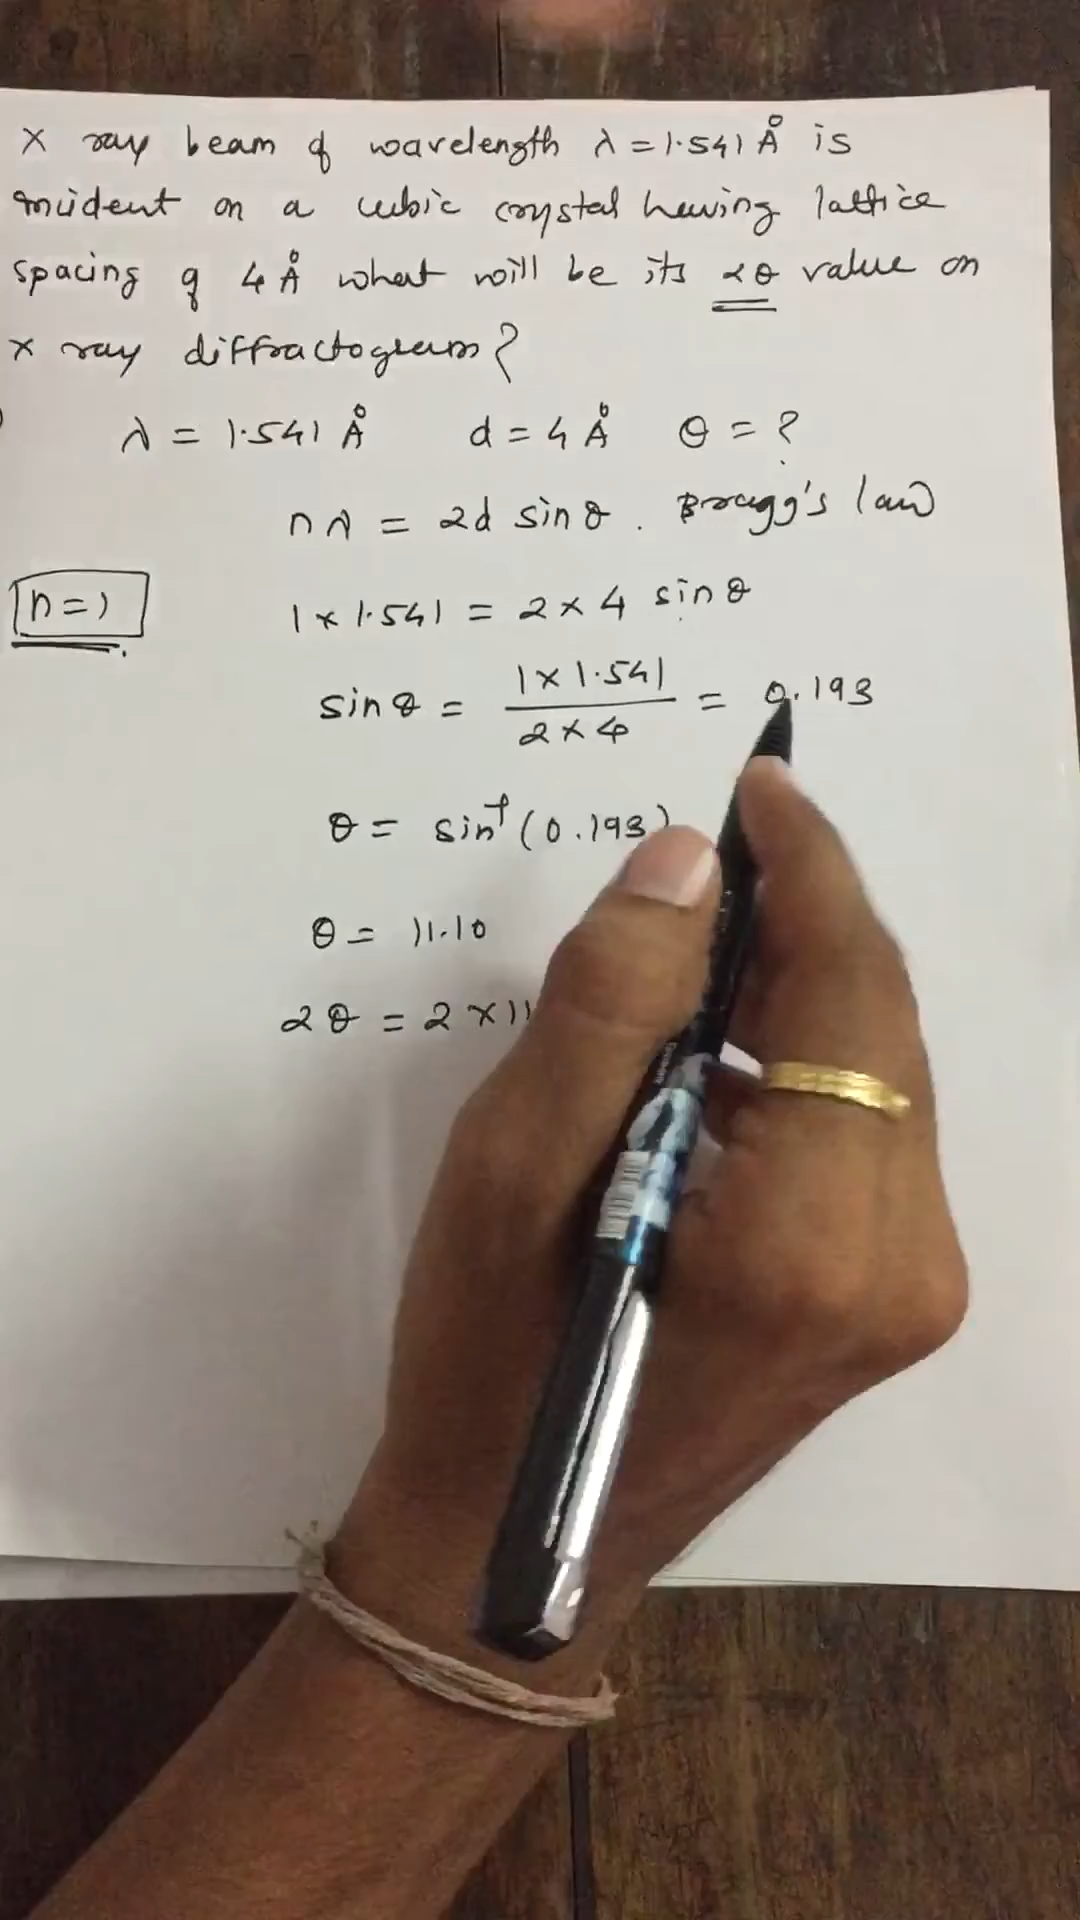 X ray beam of wavelength λ = 1.541 Å is
incident on a cubic crystal having lattice
spacing of 4 Å what will be its 2θ value on
X ray diffractogram?
λ = 1.541 Å d = 4 Å θ = ?
nλ = 2d sinθ . Bragg's law
n = 1 1 × 1.541 = 2 × 4 sinθ
sinθ = 1 × 1.541 / 2 × 4 = 0.193
θ = sin⁻¹ (0.193)
θ = 11.10
2θ = 2 × 11